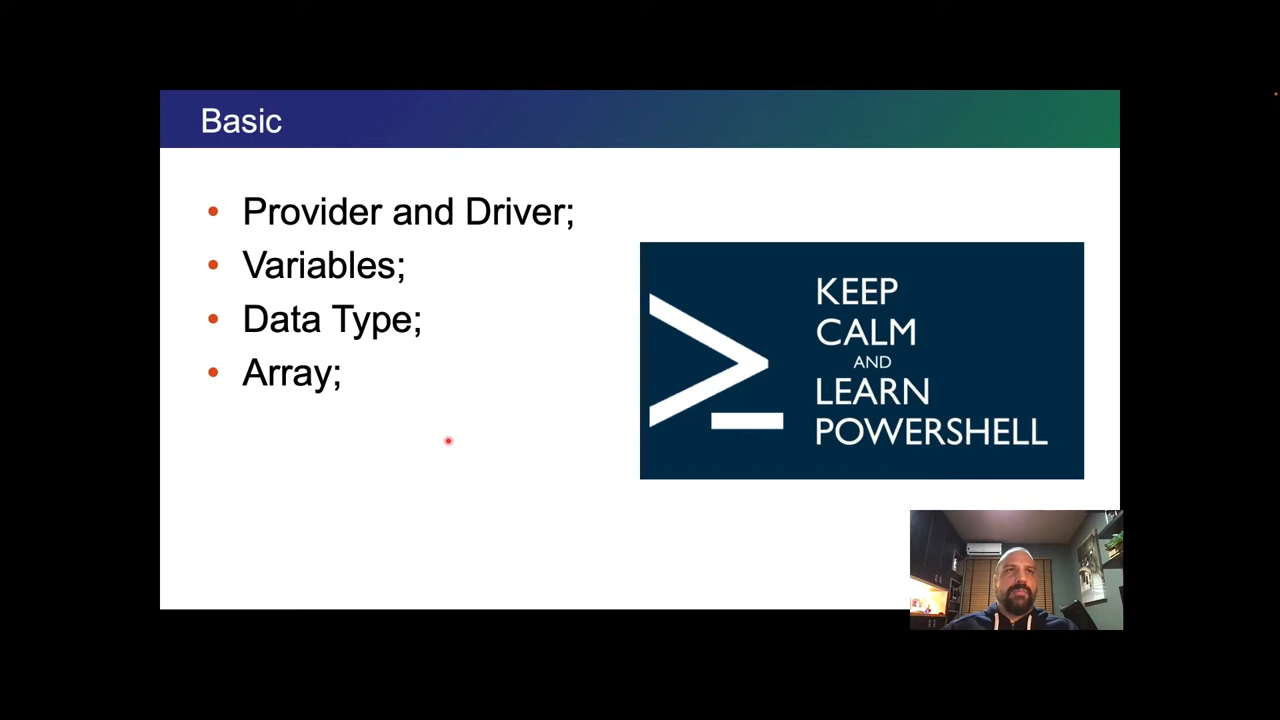 Basic
• Provider and Driver;
• Variables;
• Data Type;
• Array;
KEEP
CALM
AND
LEARN
POWERSHELL